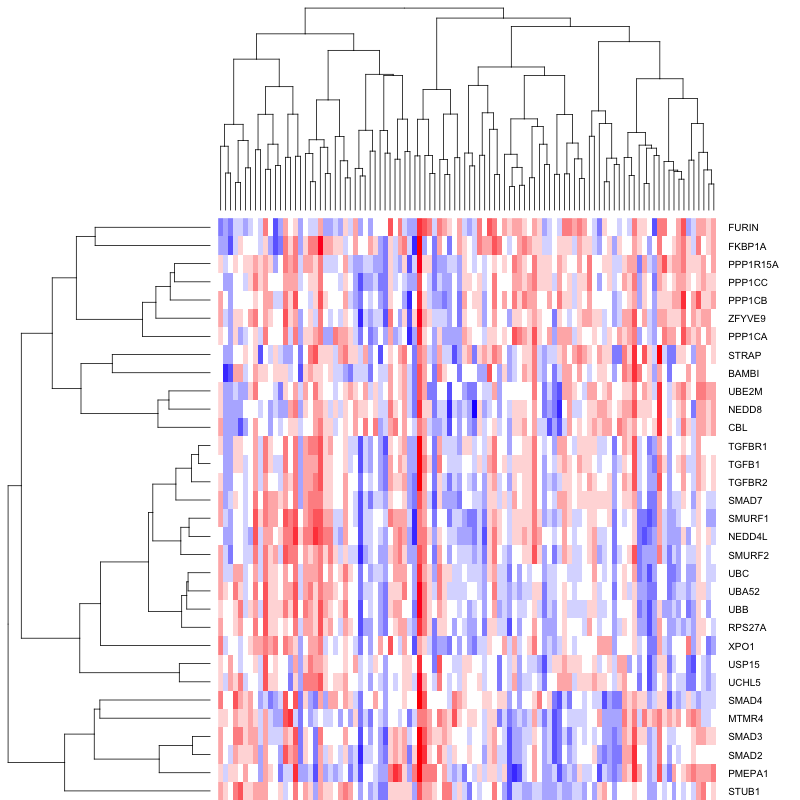 FURIN
FKBP1A
PPP1R15A
PPP1CC
PPP1CB
ZFYVE9
PPP1CA
STRAP
BAMBI
UBE2M
NEDD8
CBL
TGFBR1
TGFB1
TGFBR2
SMAD7
SMURF1
NEDD4L
SMURF2
UBC
UBA52
UBB
RPS27A
XPO1
USP15
UCHL5
SMAD4
MTMR4
SMAD3
SMAD2
PMEPA1
STUB1